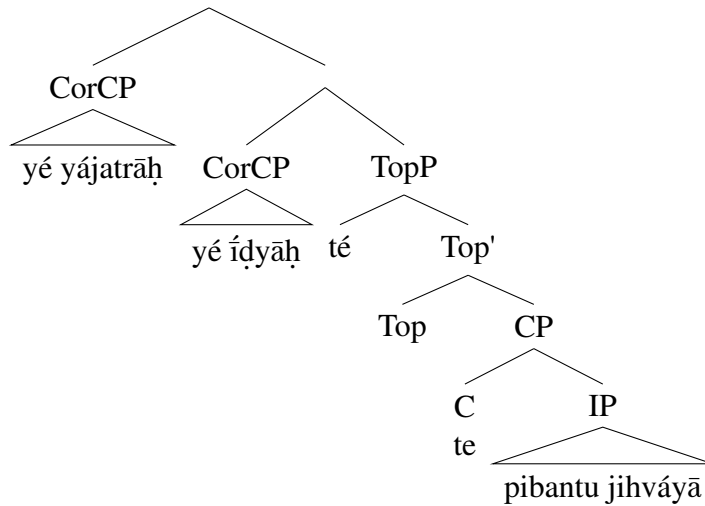 CorCP
yé yájatrāḥ
CorCP TopP
yé ī́ḍyāḥ té Top'
Top CP
C IP
te
pibantu jihváyā